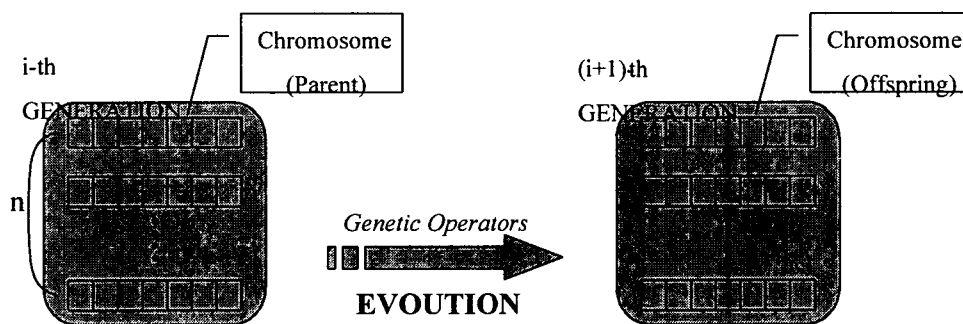 Chromosome
(Parent)
i-th
GENERATION
n
Genetic Operators
EVOUTION
Chromosome
(Offspring)
(i+1)-th
GENERATION